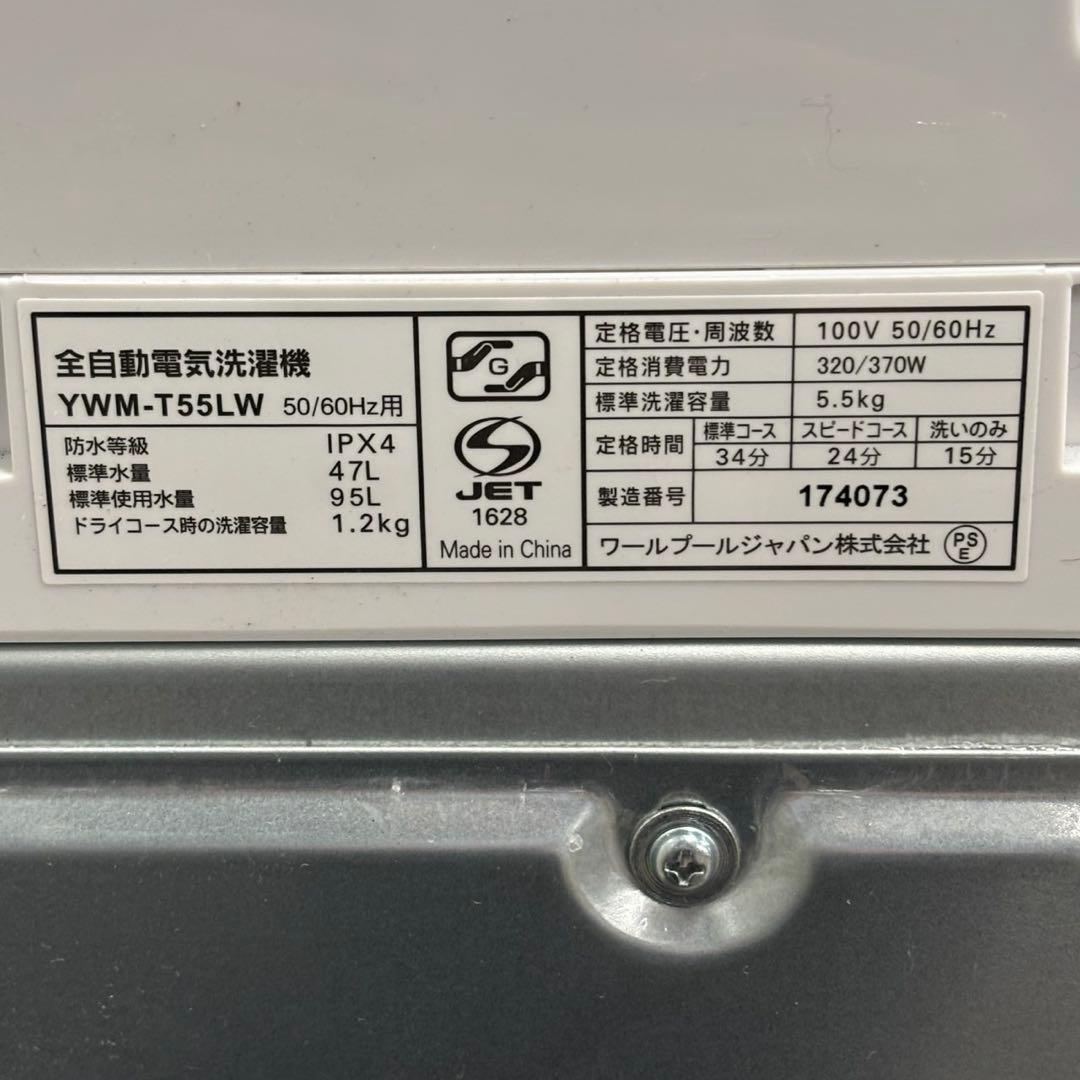 全自動電気洗濯機
YWM-T55LW 50/60Hz用
防水等級 IPX4
標準水量 47L
標準使用水量 95L
ドライコース時の洗濯容量 1.2kg
G
JET
1628
Made in China
定格電圧・周波数 100V 50/60Hz
定格消費電力 320/370W
標準洗濯容量 5.5kg
定格時間 標準コース スピードコース 洗いのみ
34分 24分 15分
製造番号 174073
ワールプールジャパン株式会社 PSE